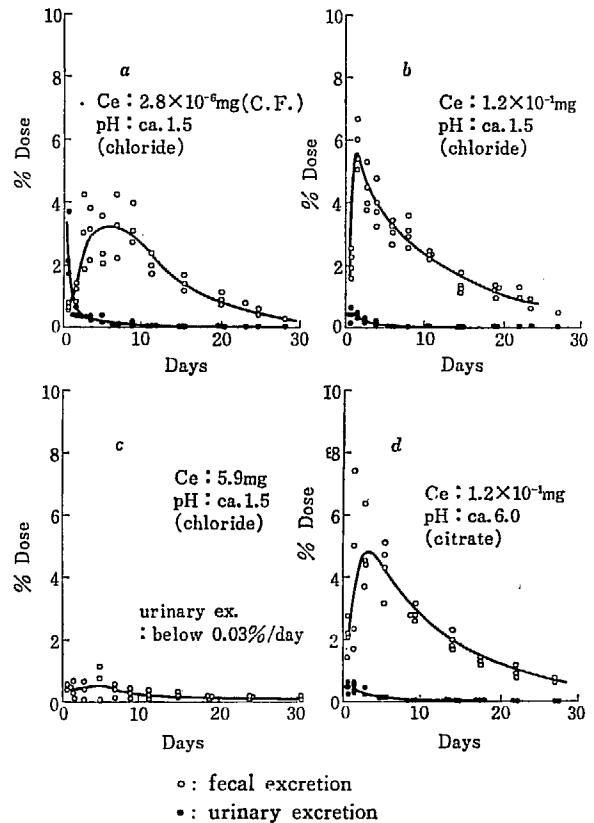 10
8
6
4
2
0
% Dose
a
Ce : 2.8×10⁻⁶mg (C.F.)
pH : ca. 1.5
(chloride)
0 10 20 30
Days
10
8
6
4
2
0
% Dose
b
Ce : 1.2×10⁻¹mg
pH : ca. 1.5
(chloride)
0 10 20 30
Days
10
8
6
4
2
0
% Dose
c
Ce : 5.9mg
pH : ca. 1.5
(chloride)
urinary ex.
: below 0.03%/day
0 10 20 30
Days
10
8
6
4
2
0
% Dose
d
Ce : 1.2×10⁻¹mg
pH : ca. 6.0
(citrate)
0 10 20 30
Days
○ : fecal excretion
● : urinary excretion